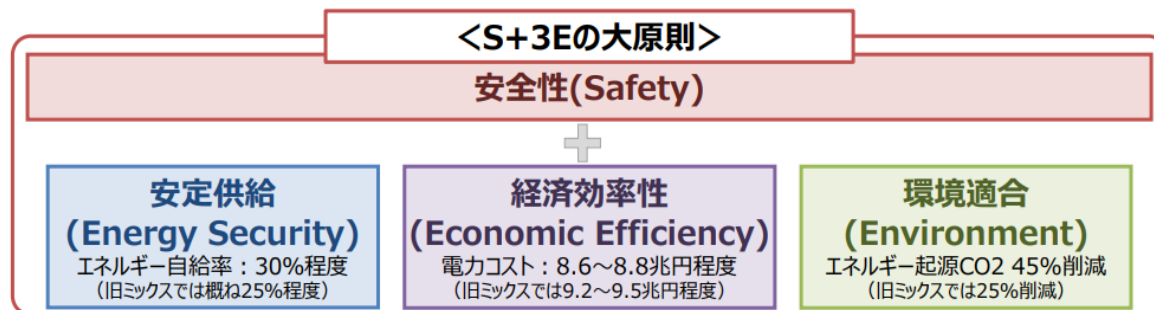 <S+3Eの大原則>
安全性(Safety)
+
安定供給
(Energy Security)
エネルギー自給率：30%程度
（旧ミックスでは概ね25%程度）
経済効率性
(Economic Efficiency)
電力コスト：8.6～8.8兆円程度
（旧ミックスでは9.2～9.5兆円程度）
環境適合
(Environment)
エネルギー起源CO2 45%削減
（旧ミックスでは25%削減）